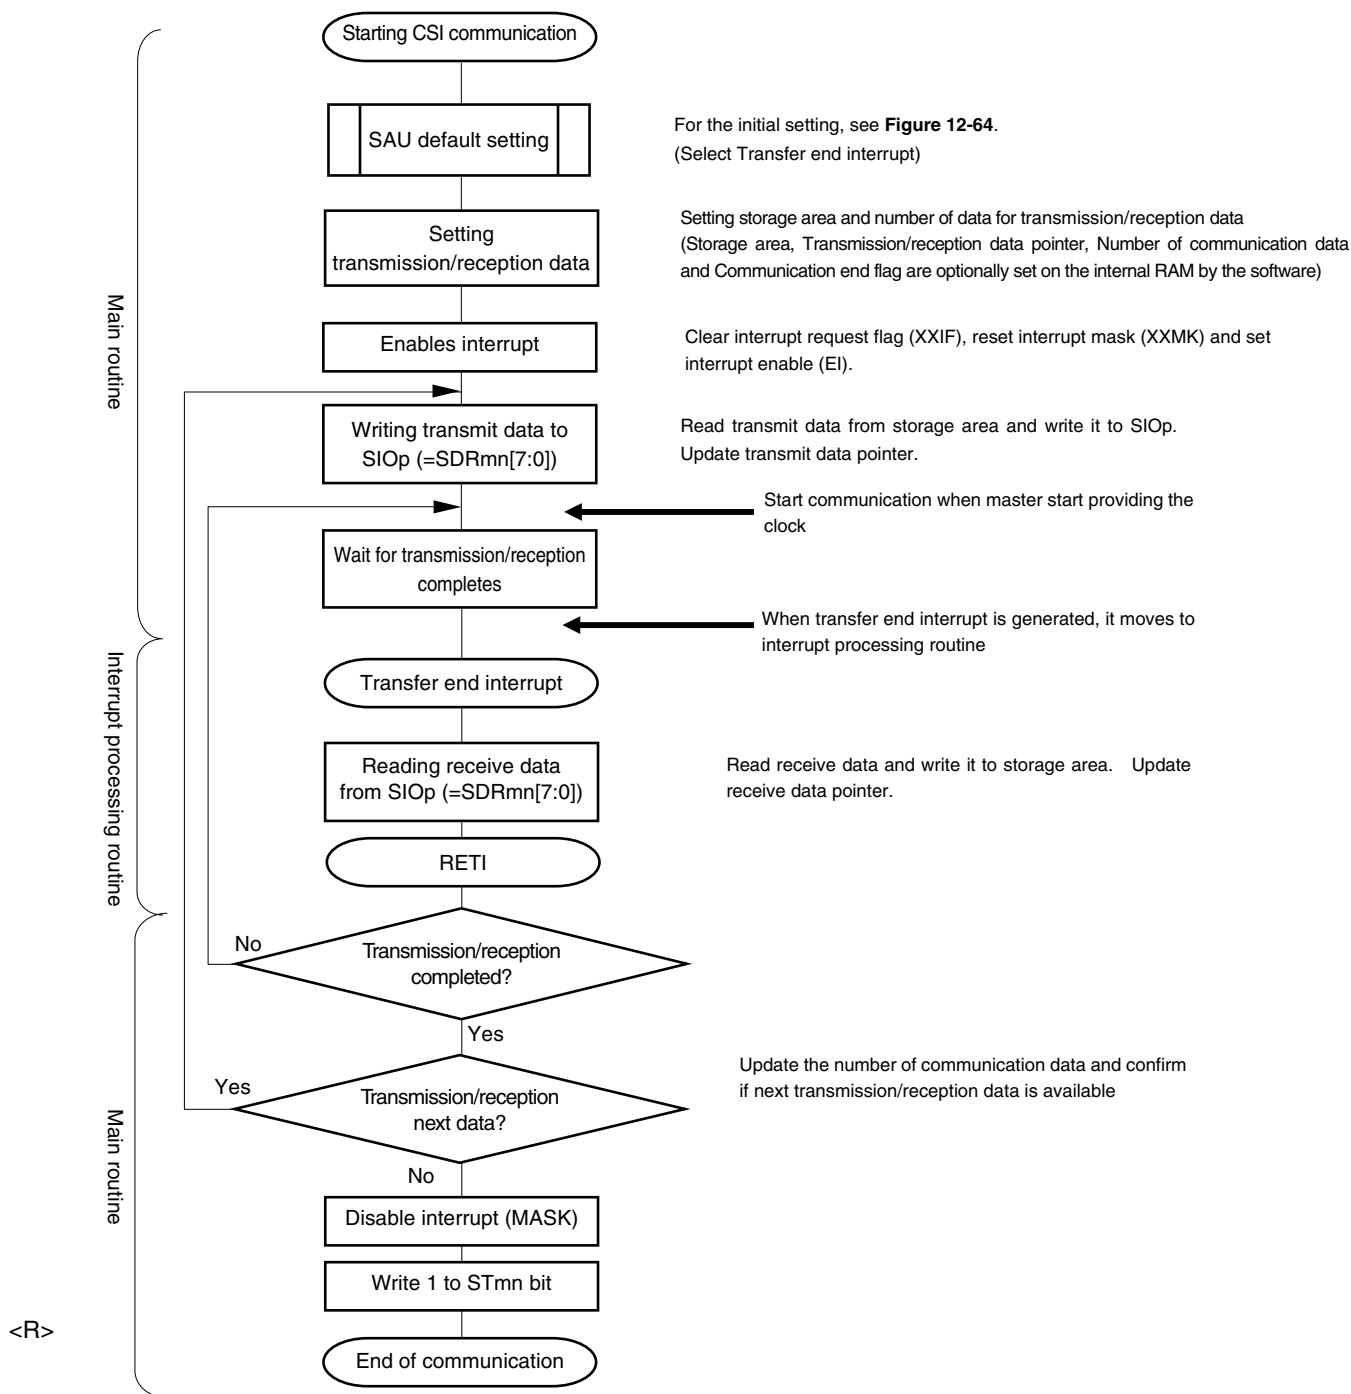 Starting CSI communication
SAU default setting
For the initial setting, see Figure 12-64.
(Select Transfer end interrupt)
Setting
transmission/reception data
Setting storage area and number of data for transmission/reception data
(Storage area, Transmission/reception data pointer, Number of communication data
and Communication end flag are optionally set on the internal RAM by the software)
Main routine
Enables interrupt
Clear interrupt request flag (XXIF), reset interrupt mask (XXMK) and set
interrupt enable (EI).
Writing transmit data to
SIOp (=SDRmn[7:0])
Read transmit data from storage area and write it to SIOp.
Update transmit data pointer.
Start communication when master start providing the
clock
Wait for transmission/reception
completes
When transfer end interrupt is generated, it moves to
interrupt processing routine
Interrupt processing routine
Transfer end interrupt
Reading receive data
from SIOp (=SDRmn[7:0])
Read receive data and write it to storage area. Update
receive data pointer.
RETI
No
Transmission/reception
completed?
Yes
Main routine
Yes
Transmission/reception
next data?
Update the number of communication data and confirm
if next transmission/reception data is available
No
Disable interrupt (MASK)
Write 1 to STmn bit
<R>
End of communication